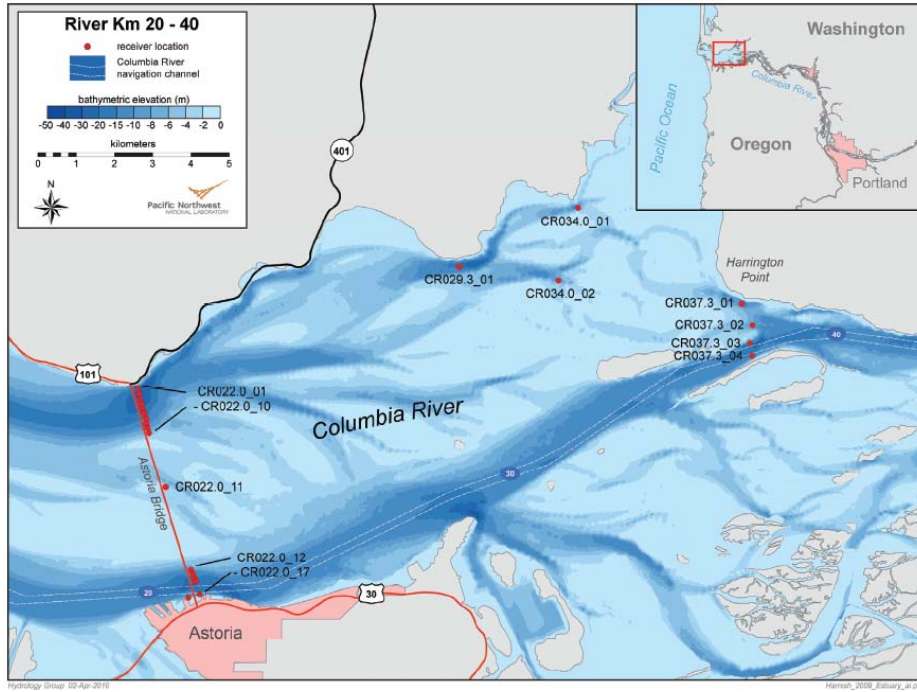 River Km 20 - 40
receiver location
Columbia River
navigation channel
bathymetric elevation (m)
-50 -40 -30 -20 -15 -10 -8 -6 -4 -2 0
kilometers
0 1 2 3 4 5
N
Pacific Northwest
NATIONAL LABORATORY
401
Washington
Columbia River
Pacific Ocean
Oregon
Portland
CR034.0_01
Harrington
Point
CR029.3_01
CR034.0_02
CR037.3_01
CR037.3_02
CR037.3_03
CR037.3_04
40
101
CR022.0_01
- CR022.0_10
Columbia River
30
Astoria Bridge
CR022.0_11
CR022.0_12
- CR022.0_17
20
30
Astoria
Hydrology Group 02-Apr-2010